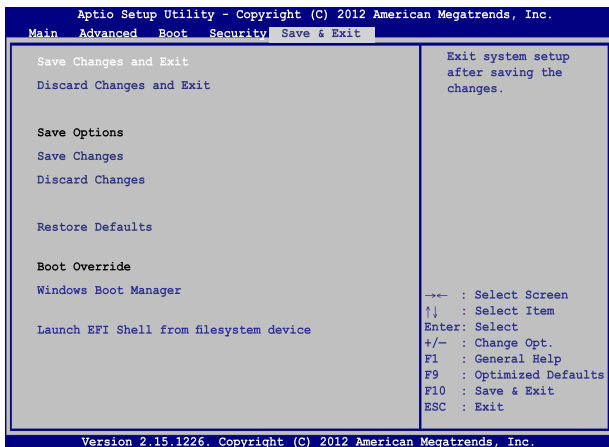 Aptio Setup Utility - Copyright (C) 2012 American Megatrends, Inc.
Main Advanced Boot Security Save & Exit
Save Changes and Exit
Discard Changes and Exit
Save Options
Save Changes
Discard Changes
Restore Defaults
Boot Override
Windows Boot Manager
Launch EFI Shell from filesystem device
Exit system setup
after saving the
changes.
→← : Select Screen
↑↓ : Select Item
Enter: Select
+/— : Change Opt.
F1 : General Help
F9 : Optimized Defaults
F10 : Save & Exit
ESC : Exit
Version 2.15.1226. Copyright (C) 2012 American Megatrends, Inc.